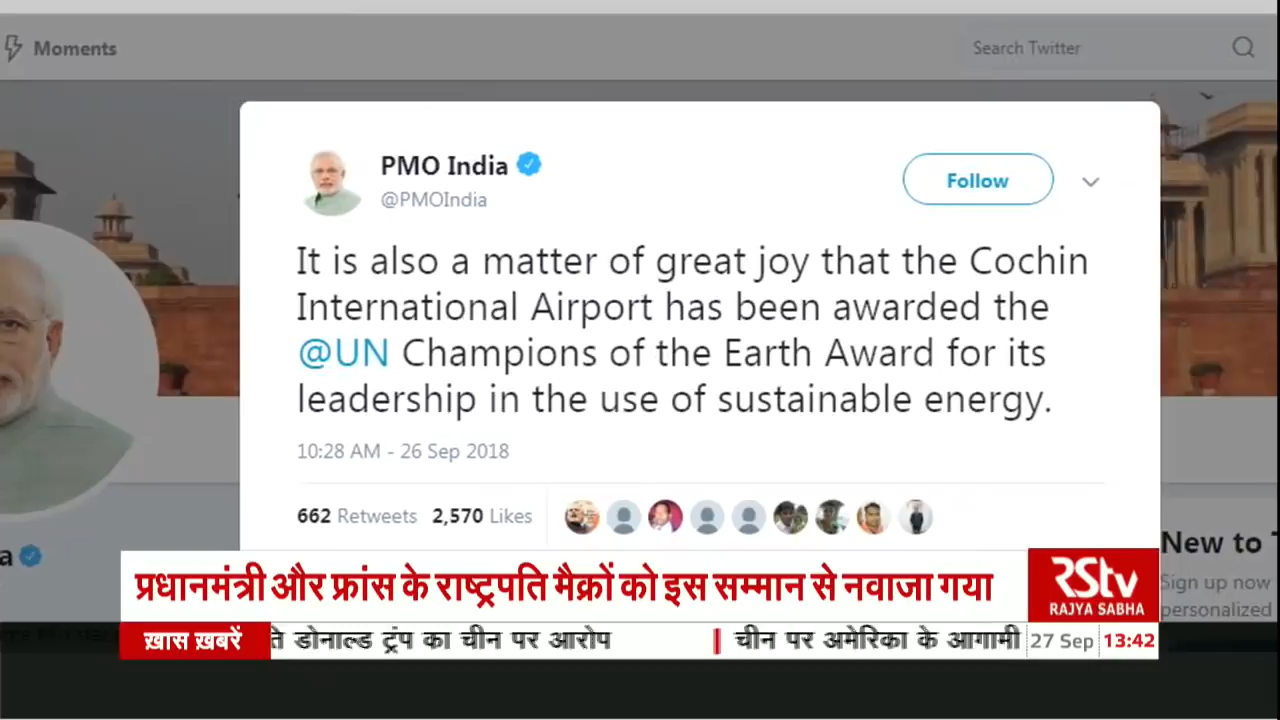 Moments
Search Twitter
PMO India
@PMOIndia
Follow
It is also a matter of great joy that the Cochin
International Airport has been awarded the
@UN Champions of the Earth Award for its
leadership in the use of sustainable energy.
10:28 AM - 26 Sep 2018
662 Retweets 2,570 Likes
a
New to
Sign up now
personalized
प्रधानमंत्री और फ्रांस के राष्ट्रपति मैक्रों को इस सम्मान से नवाजा गया
RStv
RAJYA SABHA
ख़ास ख़बरें
ति डोनाल्ड ट्रंप का चीन पर आरोप | चीन पर अमेरिका के आगामी
27 Sep 13:42